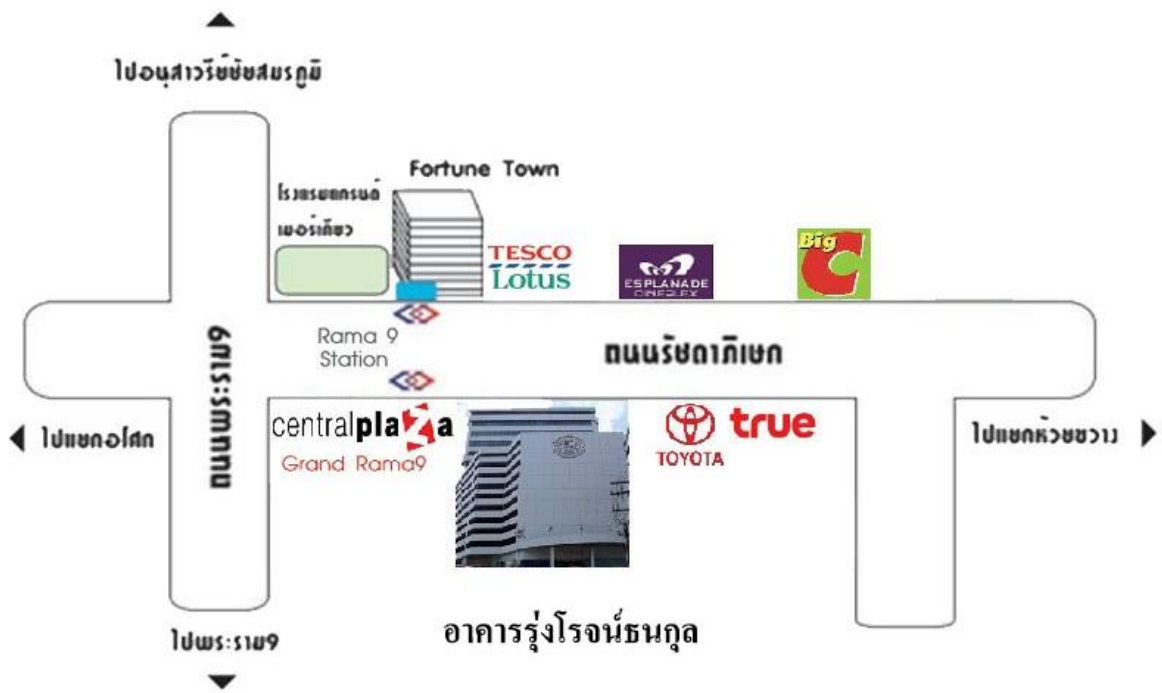 ไปอนุสาวรีย์ชัยสมรภูมิ
Fortune Town
โรงแรมแกรนด์
เมอร์เคียว
TESCO
Lotus
ESPLANADE
CINEPLEX
Big
C
Rama 9
Station
ถนนรัชดาภิเษก
ถนนพระราม9
centralplaza
Grand Rama9
TOYOTA
true
ไปแยกอโศก
ไปแยกห้วยขวาง
อาคารรุ่งโรจน์ธนกุล
ไปพระราม9